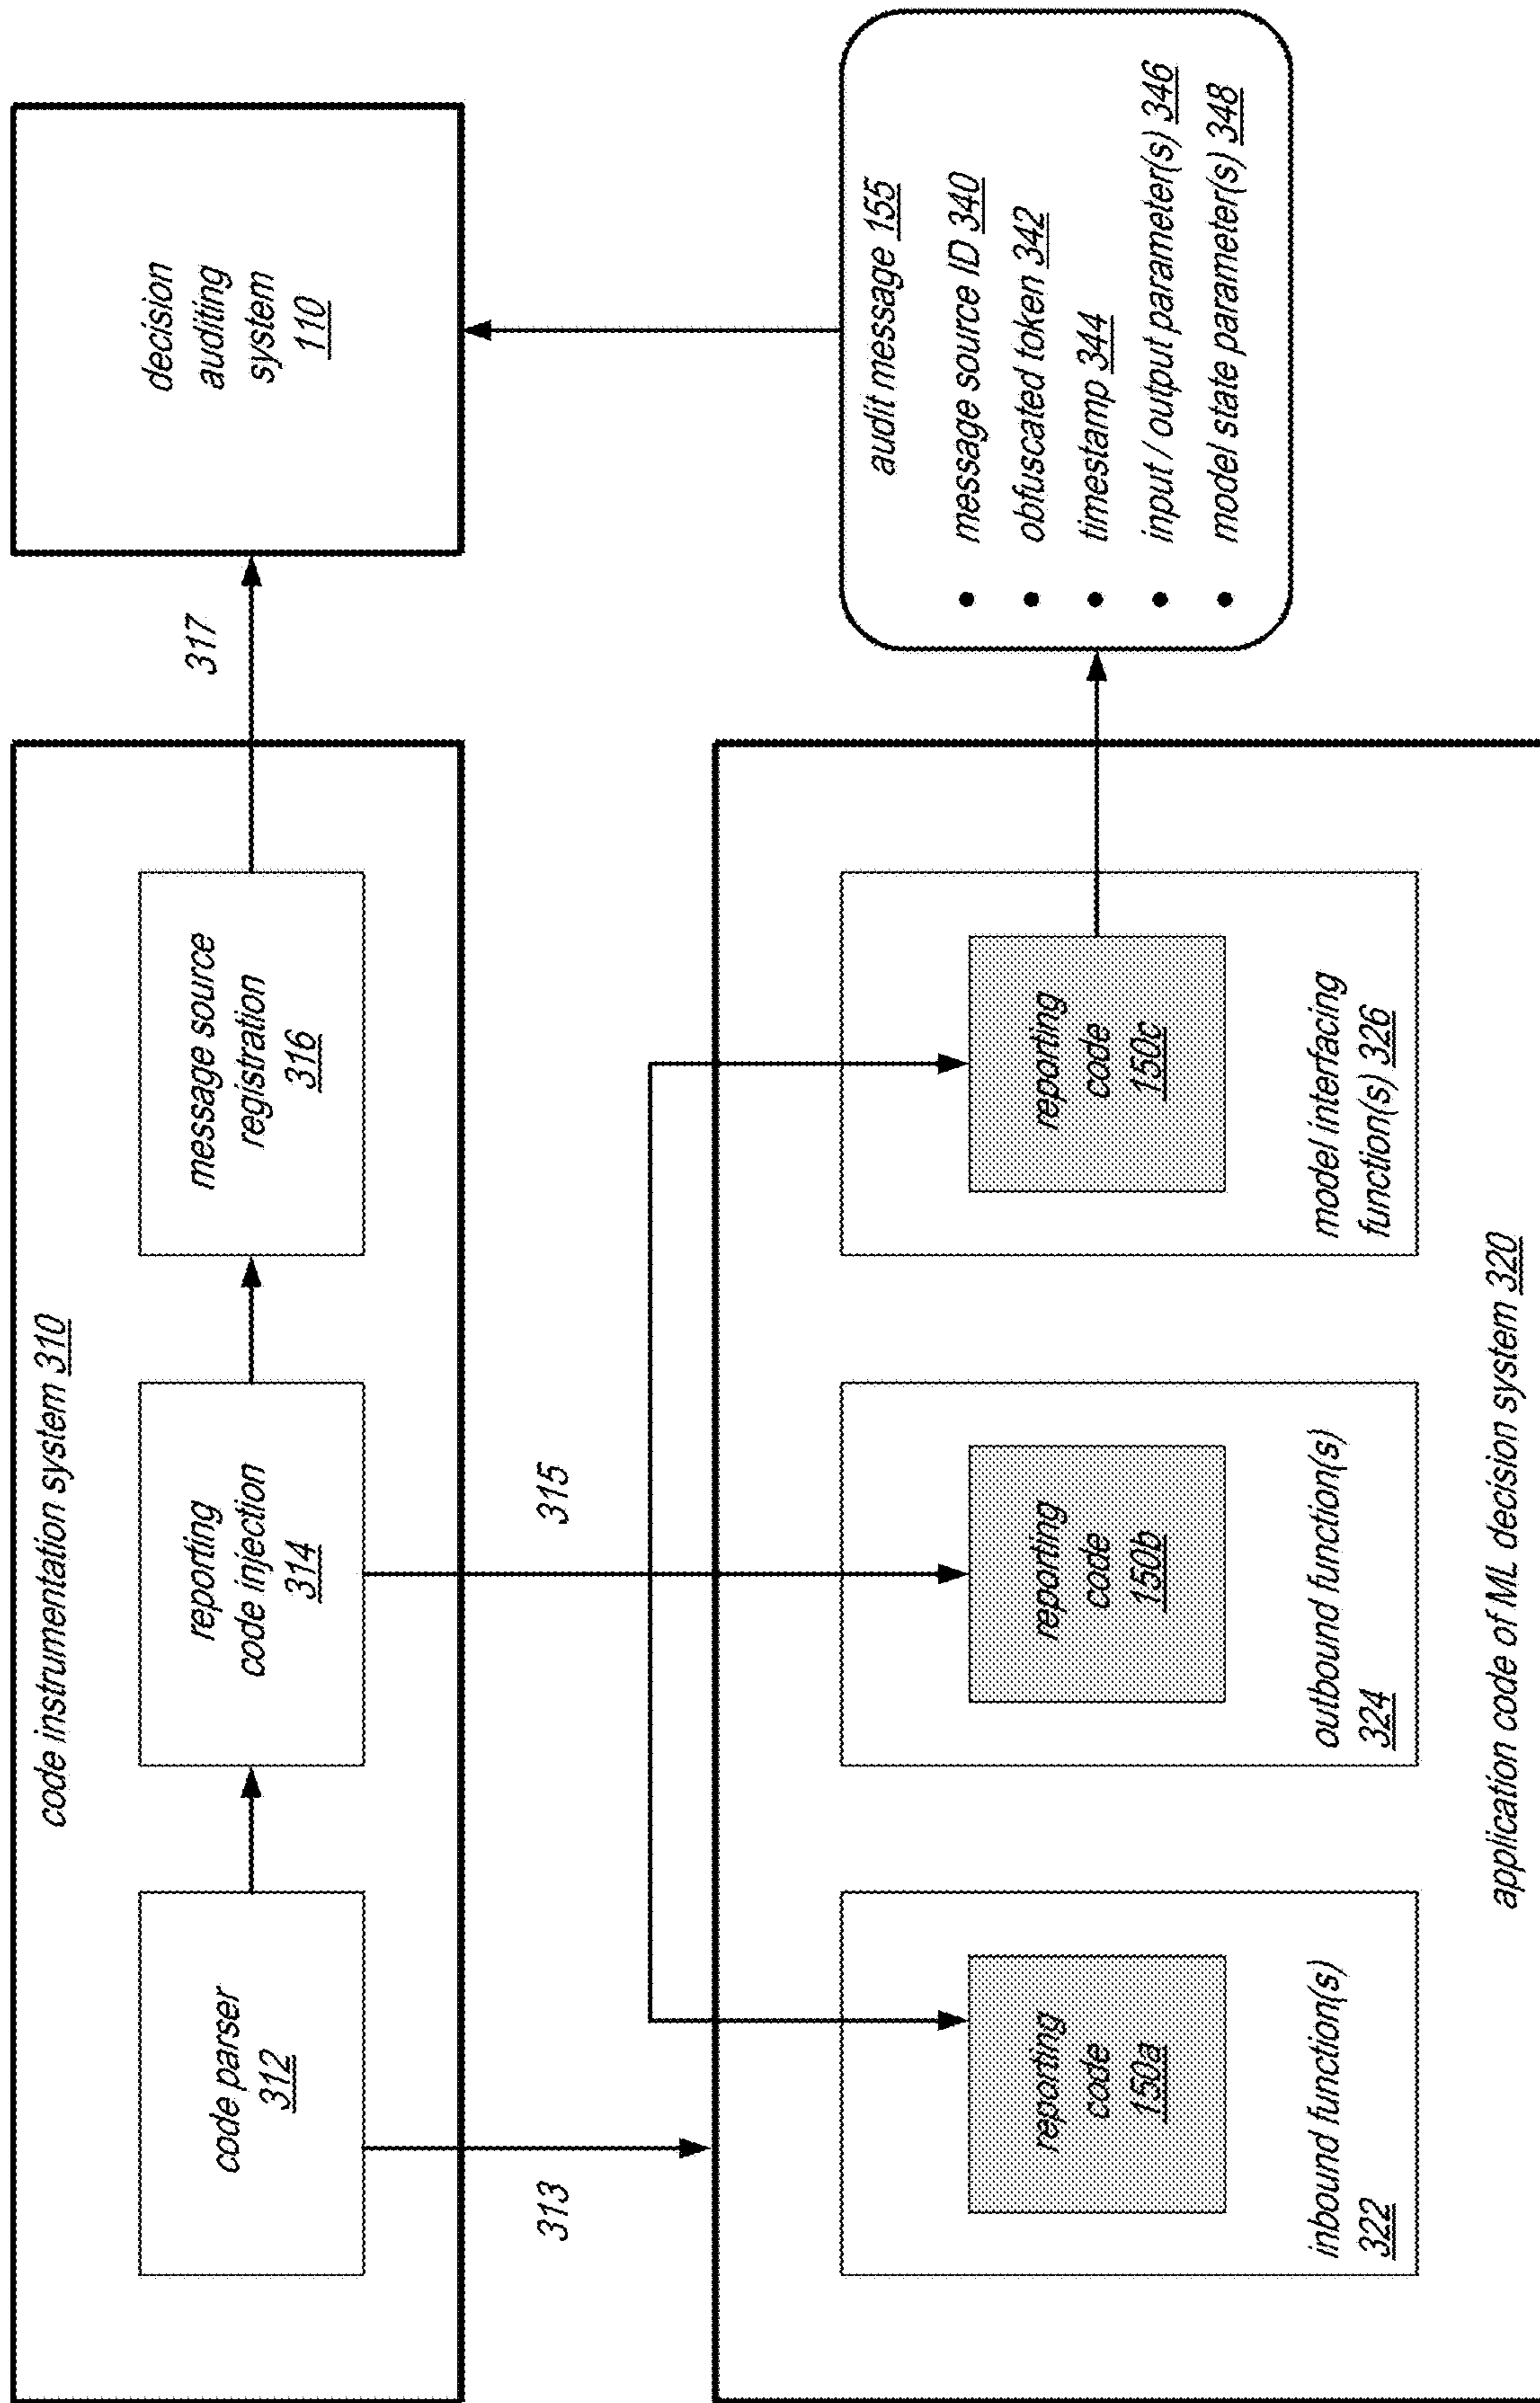 code instrumentation system 310
code parser
312
reporting
code injection
314
message source
registration
316
317
decision
auditing
system
110
313
315
reporting
code
150a
inbound function(s)
322
reporting
code
150b
outbound function(s)
324
reporting
code
150c
model interfacing
function(s) 326
application code of ML decision system 320
audit message 155
• message source ID 340
• obfuscated token 342
• timestamp 344
• input / output parameter(s) 346
• model state parameter(s) 348